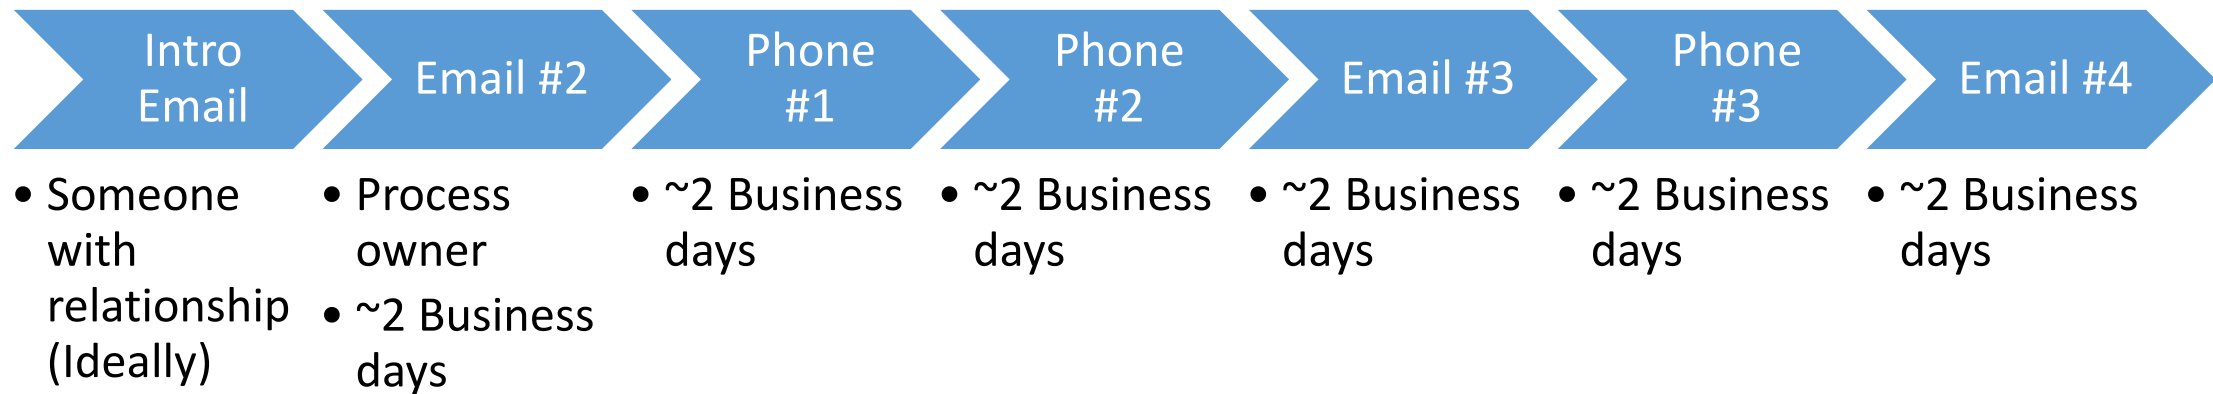 Intro
Email
Email #2
Phone
#1
Phone
#2
Email #3
Phone
#3
Email #4
• Someone
with
relationship
(Ideally)
• Process
owner
• ~2 Business
days
• ~2 Business
days
• ~2 Business
days
• ~2 Business
days
• ~2 Business
days
• ~2 Business
days